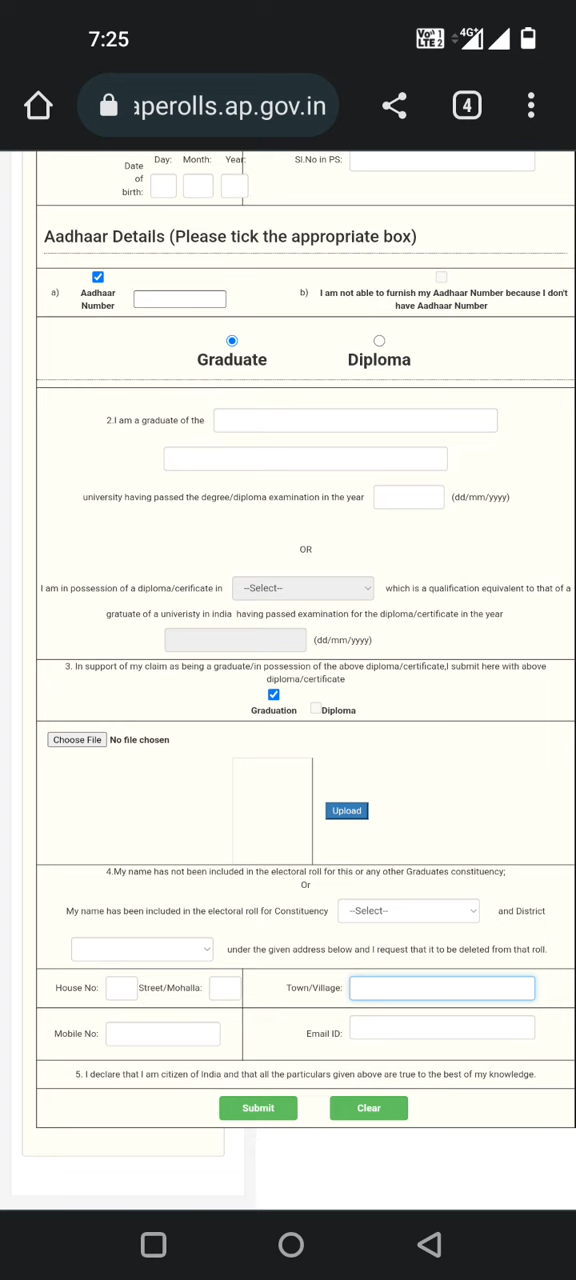 7:25
Vo)) 1
LTE 2
4G+
aperolls.ap.gov.in
4
Date of birth:
Day: Month: Year:
Sl.No in PS:
Aadhaar Details (Please tick the appropriate box)
a)
Aadhaar
Number
b)
I am not able to furnish my Aadhaar Number because I don't
have Aadhaar Number
Graduate
Diploma
2.I am a graduate of the
university having passed the degree/diploma examination in the year
(dd/mm/yyyy)
OR
I am in possession of a diploma/cerificate in
--Select--
which is a qualification equivalent to that of a
gratuate of a univeristy in india having passed examination for the diploma/certificate in the year
(dd/mm/yyyy)
3. In support of my claim as being a graduate/in possession of the above diploma/certificate,I submit here with above
diploma/certificate
Graduation
Diploma
Choose File No file chosen
Upload
4.My name has not been included in the electoral roll for this or any other Graduates constituency;
Or
My name has been included in the electoral roll for Constituency
--Select--
and District
under the given address below and I request that it to be deleted from that roll.
House No:
Street/Mohalla:
Town/Village:
Mobile No:
Email ID:
5. I declare that I am citizen of India and that all the particulars given above are true to the best of my knowledge.
Submit
Clear